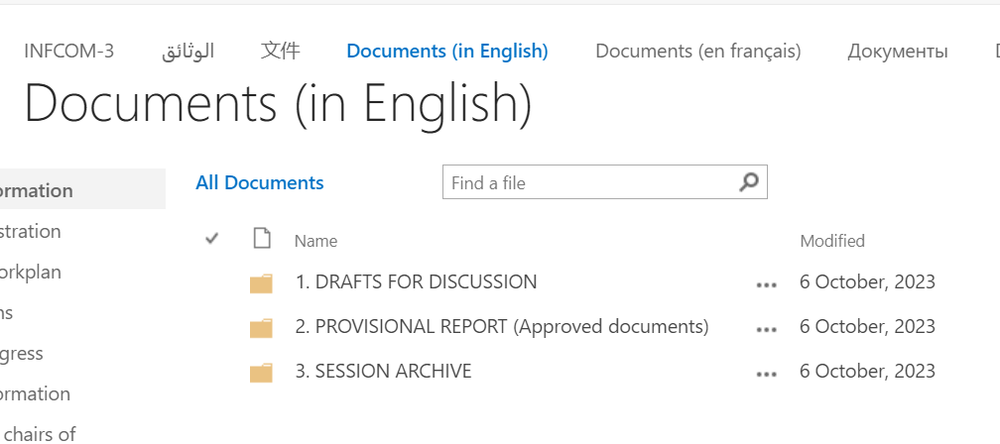 INFCOM-3 الوثائق 文件 Documents (in English) Documents (en français) Документы
Documents (in English)
ormation
stration
orkplan
ns
gress
ormation
chairs of
All Documents
Find a file
Name Modified
1. DRAFTS FOR DISCUSSION ... 6 October, 2023
2. PROVISIONAL REPORT (Approved documents) ... 6 October, 2023
3. SESSION ARCHIVE ... 6 October, 2023